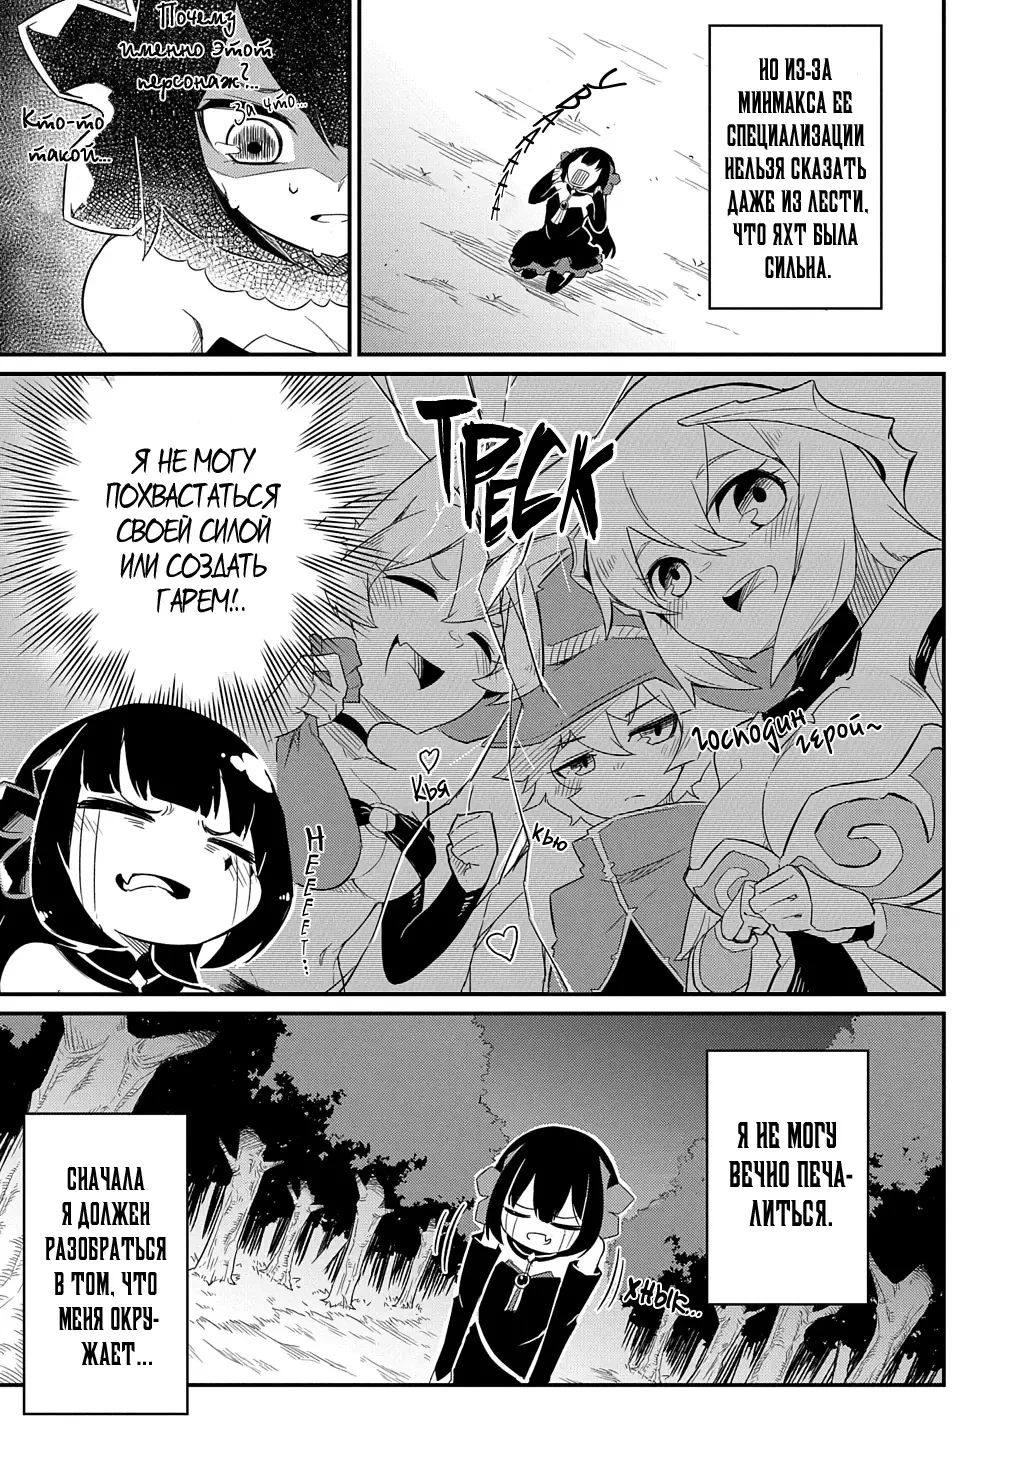 НО ИЗ-ЗА
МИНМАКСА ЕЕ
СПЕЦИАЛИЗАЦИИ
НЕЛЬЗЯ СКАЗАТЬ
ДАЖЕ ИЗ ЛЕСТИ,
ЧТО ЯХТ БЫЛА
СИЛЬНА.
Почему
именно этот
персонаж?...
За что...
Кто-то
такой...
ТРЕСК
Я НЕ МОГУ
ПОХВАСТАТЬСЯ
СВОЕЙ СИЛОЙ
ИЛИ СОЗДАТЬ
ГАРЕМ!..
Господин
герой~
Кья
Кью
НЕЕЕЕТ...
Я НЕ МОГУ
ВЕЧНО ПЕЧА-
ЛИТЬСЯ.
ХНЫК...
СНАЧАЛА
Я ДОЛЖЕН
РАЗОБРАТЬСЯ
В ТОМ, ЧТО
МЕНЯ ОКРУ-
ЖАЕТ...